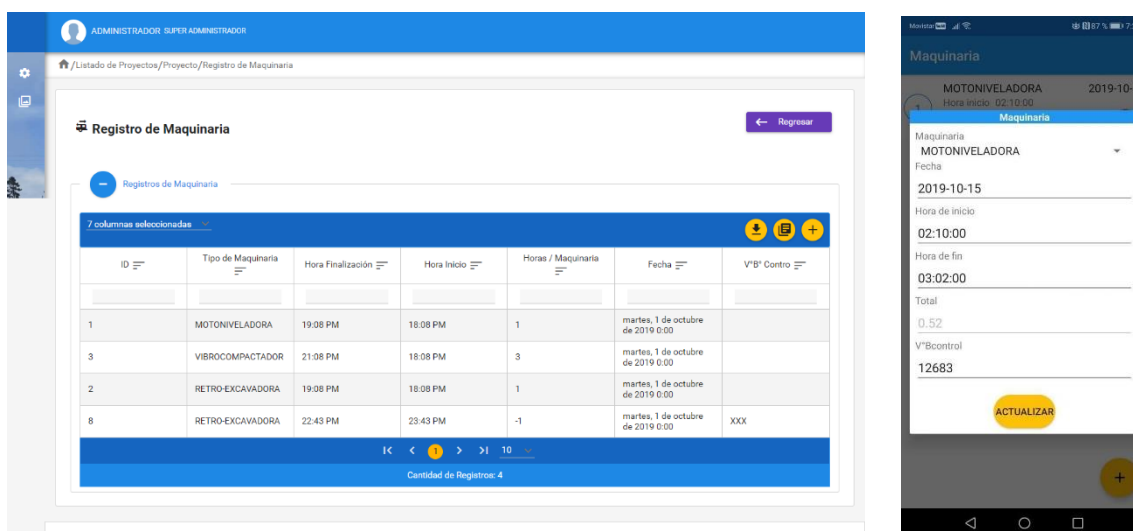 ADMINISTRADOR SUPER ADMINISTRADOR
/Listado de Proyectos/Proyecto/Registro de Maquinaria
Registro de Maquinaria
← Regresar
Registros de Maquinaria
7 columnas seleccionadas
ID
Tipo de Maquinaria
Hora Finalización
Hora Inicio
Horas / Maquinaria
Fecha
V°B° Contro
1 MOTONIVELADORA 19:08 PM 18:08 PM 1 martes, 1 de octubre
de 2019 0:00
3 VIBROCOMPACTADOR 21:08 PM 18:08 PM 3 martes, 1 de octubre
de 2019 0:00
2 RETRO-EXCAVADORA 19:08 PM 18:08 PM 1 martes, 1 de octubre
de 2019 0:00
8 RETRO-EXCAVADORA 22:43 PM 23:43 PM -1 martes, 1 de octubre
de 2019 0:00 XXX
1 10
Cantidad de Registros: 4
Movistar 87 % 7:
Maquinaria
MOTONIVELADORA 2019-10-
1 Hora inicio 02:10:00
Maquinaria
Maquinaria
MOTONIVELADORA
Fecha
2019-10-15
Hora de inicio
02:10:00
Hora de fin
03:02:00
Total
0.52
V°Bcontrol
12683
ACTUALIZAR